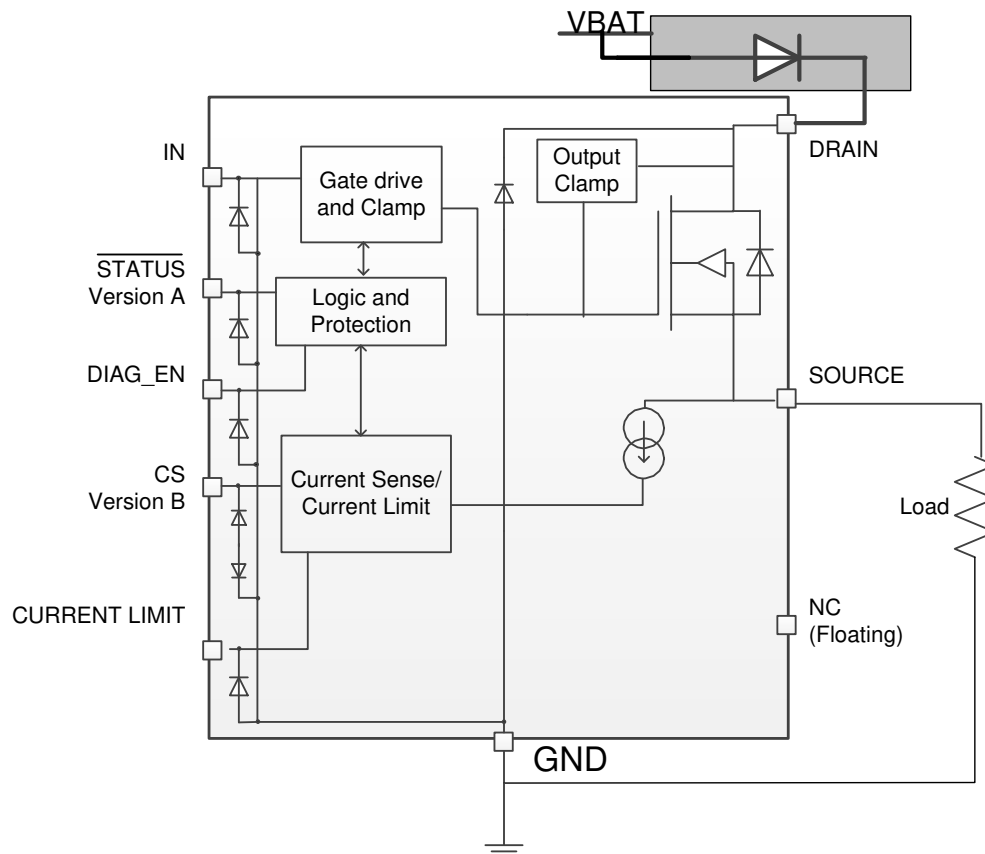 VBAT
IN
DRAIN
Gate drive
and Clamp
Output
Clamp
STATUS
Version A
Logic and
Protection
DIAG_EN
SOURCE
CS
Version B
Current Sense/
Current Limit
Load
CURRENT LIMIT
NC
(Floating)
GND